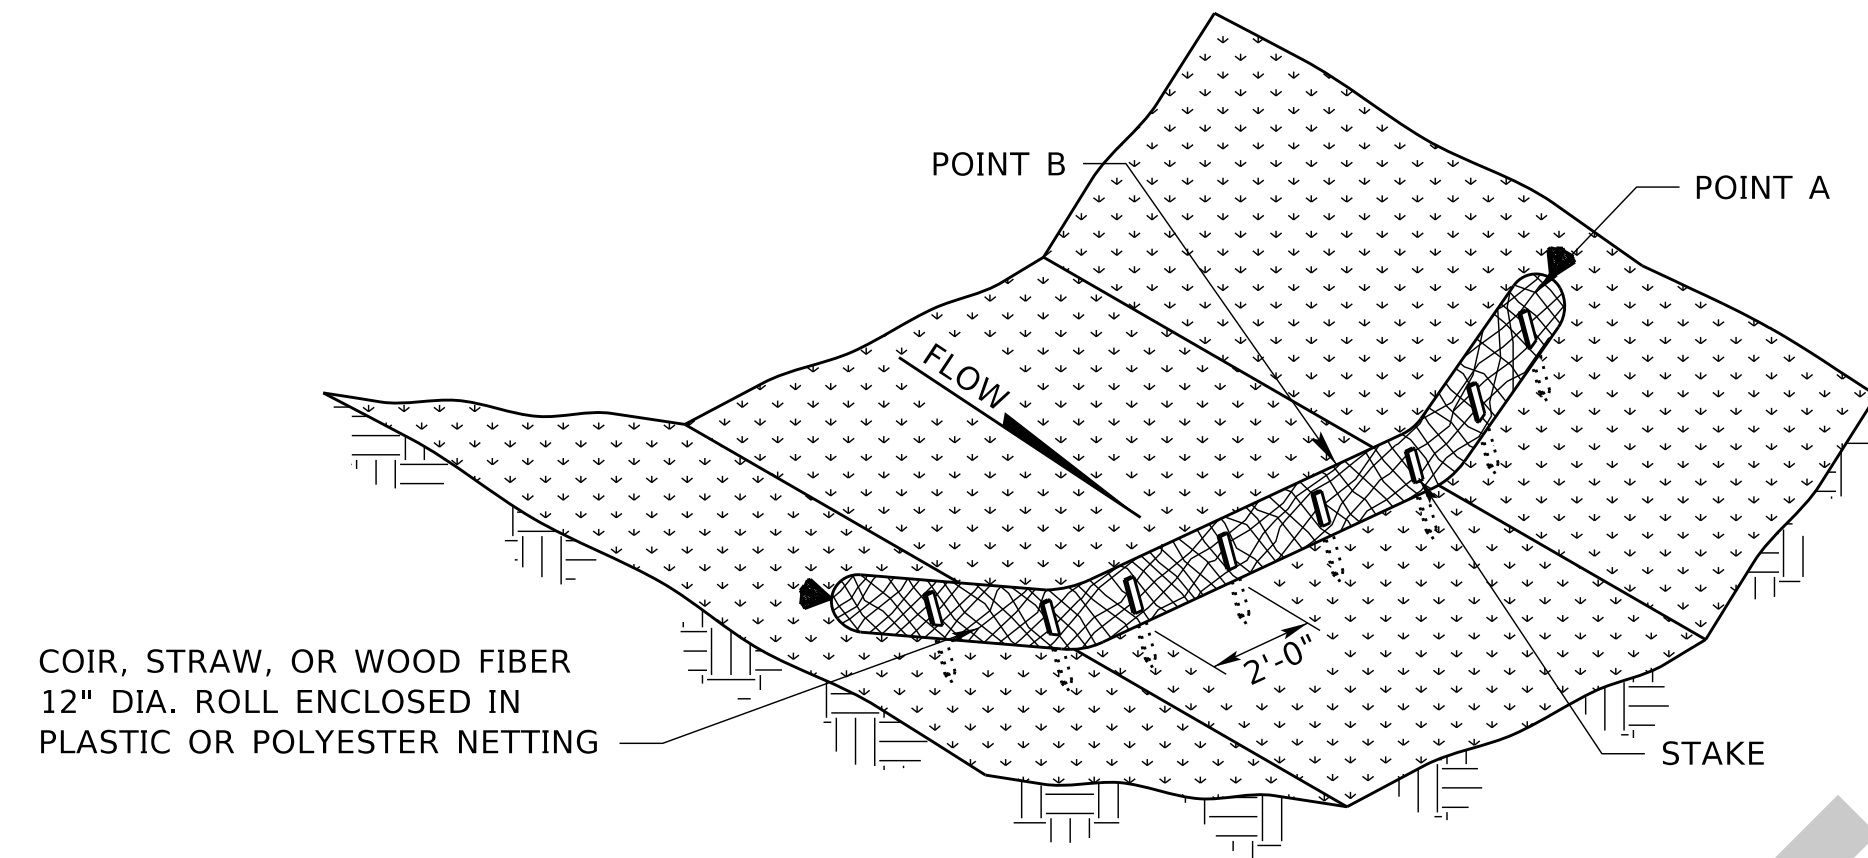 POINT B
POINT A
FLOW
2'-0"
COIR, STRAW, OR WOOD FIBER
12" DIA. ROLL ENCLOSED IN
PLASTIC OR POLYESTER NETTING
STAKE